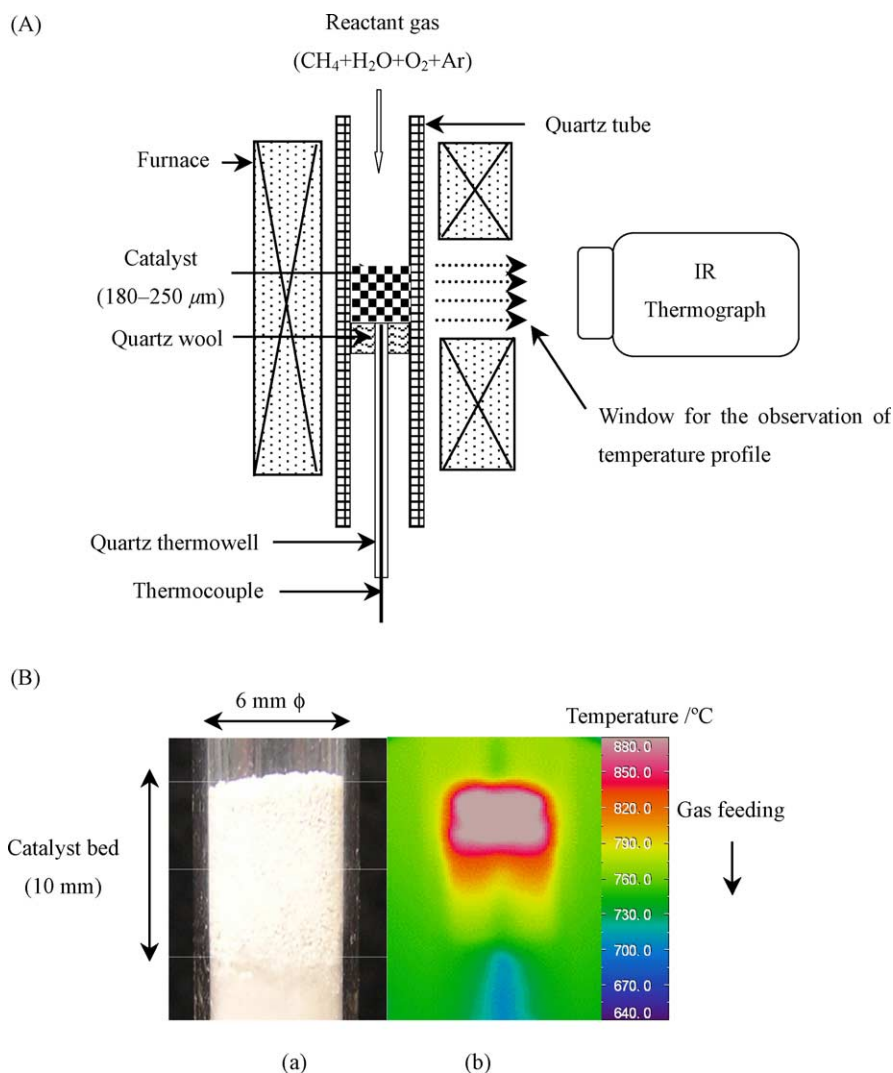 (A)
Reactant gas
(CH₄+H₂O+O₂+Ar)
Quartz tube
Furnace
Catalyst
(180–250 μm)
IR
Thermograph
Quartz wool
Window for the observation of
temperature profile
Quartz thermowell
Thermocouple
(B)
6 mm ϕ
Temperature /ºC
880.0
850.0
820.0
790.0
760.0
730.0
700.0
670.0
640.0
Gas feeding
Catalyst bed
(10 mm)
(a)
(b)